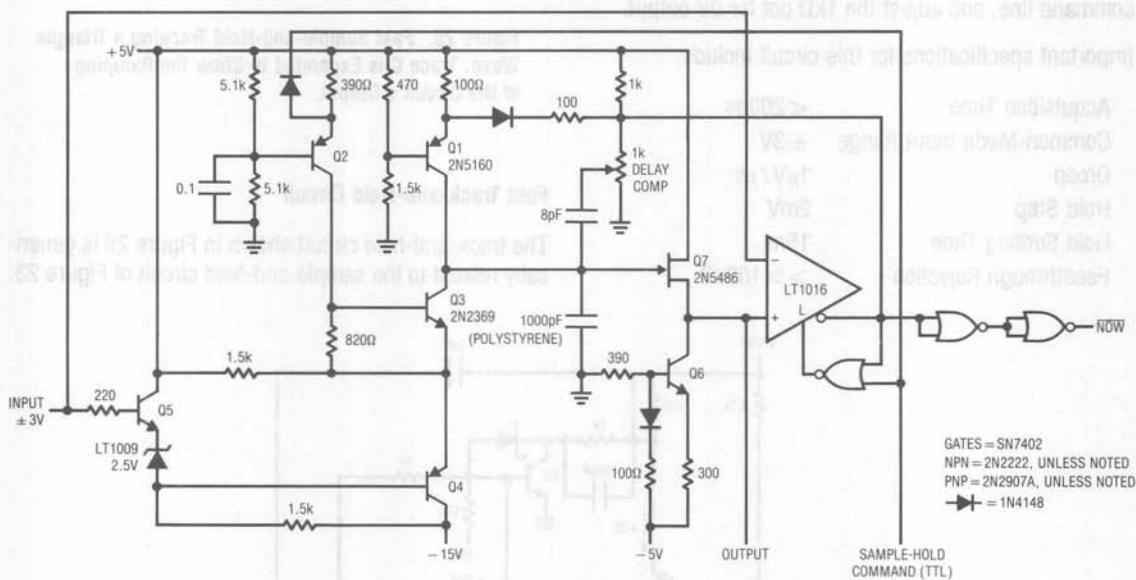 +5V
5.1k
390Ω
470
100Ω
100
1k
Q2
Q1
2N5160
1k
DELAY
COMP
0.1
5.1k
1.5k
8pF
Q7
2N5486
−
LT1016
L
+
NOW
Q3
2N2369
1000pF
(POLYSTYRENE)
820Ω
390
Q6
1.5k
INPUT
±3V
220
Q5
LT1009
2.5V
100Ω
300
Q4
1.5k
GATES = SN7402
NPN = 2N2222, UNLESS NOTED
PNP = 2N2907A, UNLESS NOTED
= 1N4148
−15V
−5V
OUTPUT
SAMPLE-HOLD
COMMAND (TTL)